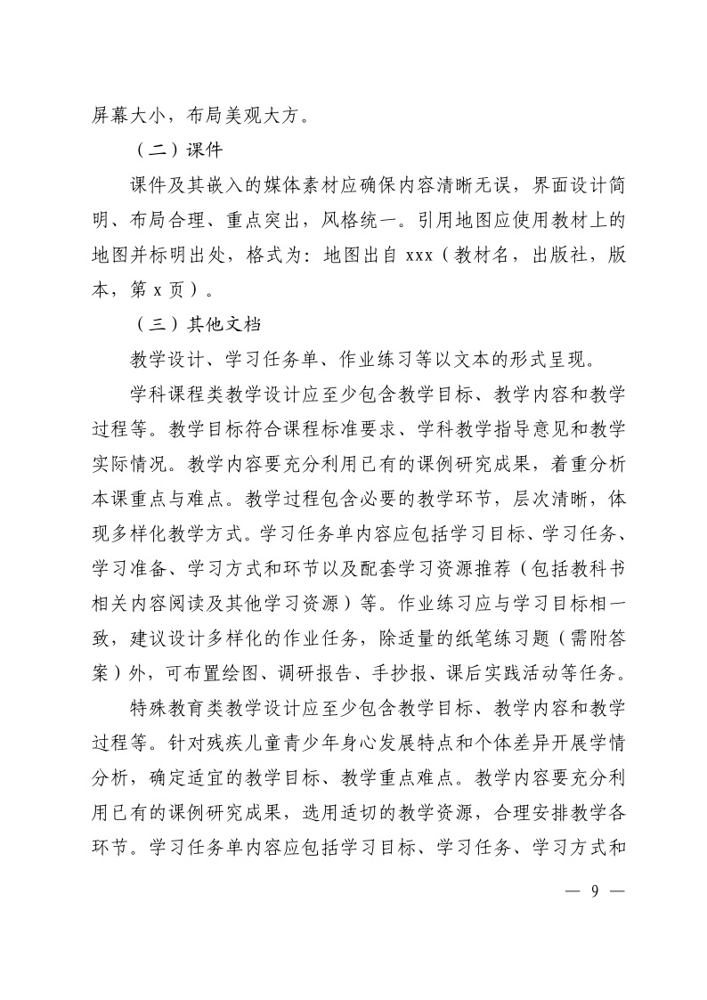 屏幕大小，布局美观大方。
（二）课件
课件及其嵌入的媒体素材应确保内容清晰无误，界面设计简
明、布局合理、重点突出，风格统一。引用地图应使用教材上的
地图并标明出处，格式为：地图出自 xxx（教材名，出版社，版
本，第 x 页）。
（三）其他文档
教学设计、学习任务单、作业练习等以文本的形式呈现。
学科课程类教学设计应至少包含教学目标、教学内容和教学
过程等。教学目标符合课程标准要求、学科教学指导意见和教学
实际情况。教学内容要充分利用已有的课例研究成果，着重分析
本课重点与难点。教学过程包含必要的教学环节，层次清晰，体
现多样化教学方式。学习任务单内容应包括学习目标、学习任务、
学习准备、学习方式和环节以及配套学习资源推荐（包括教科书
相关内容阅读及其他学习资源）等。作业练习应与学习目标相一
致，建议设计多样化的作业任务，除适量的纸笔练习题（需附答
案）外，可布置绘图、调研报告、手抄报、课后实践活动等任务。
特殊教育类教学设计应至少包含教学目标、教学内容和教学
过程等。针对残疾儿童青少年身心发展特点和个体差异开展学情
分析，确定适宜的教学目标、教学重点难点。教学内容要充分利
用已有的课例研究成果，选用适切的教学资源，合理安排教学各
环节。学习任务单内容应包括学习目标、学习任务、学习方式和
— 9 —